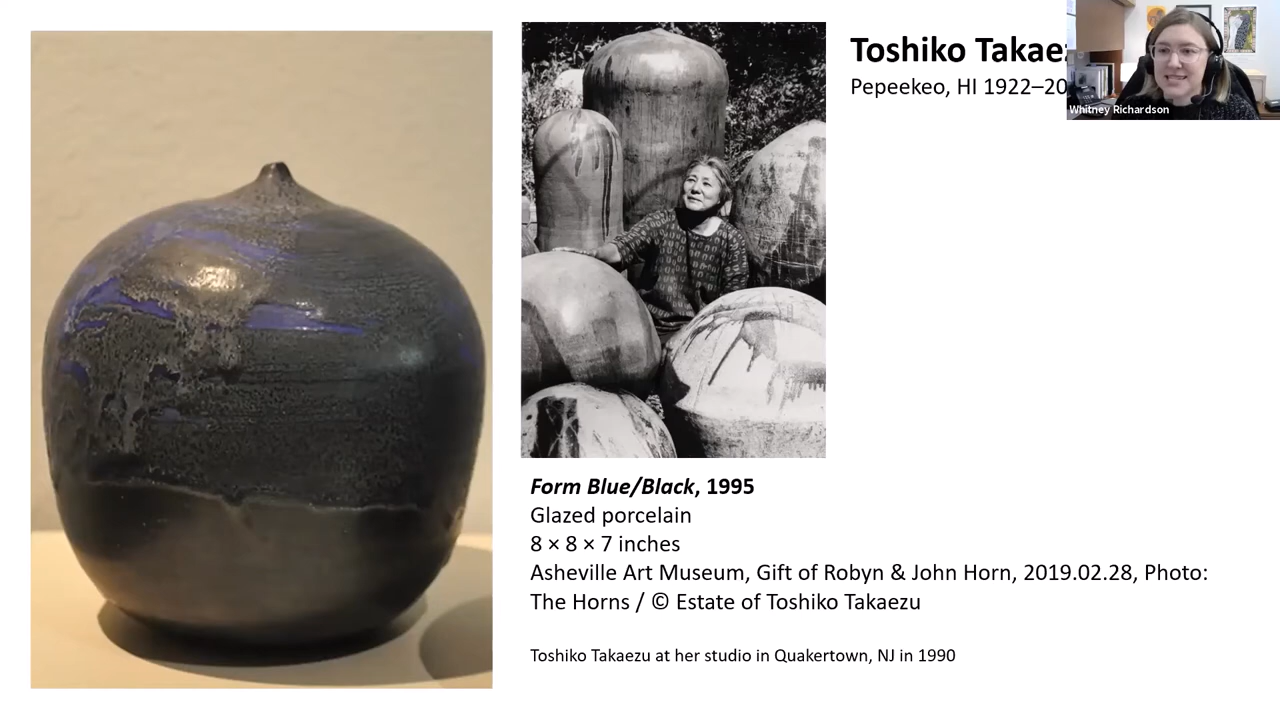 Toshiko
Pepeekeo, HI 1922–20
Whitney Richardson
Form Blue/Black, 1995
Glazed porcelain
8 × 8 × 7 inches
Asheville Art Museum, Gift of Robyn & John Horn, 2019.02.28, Photo:
The Horns / © Estate of Toshiko Takaezu
Toshiko Takaezu at her studio in Quakertown, NJ in 1990